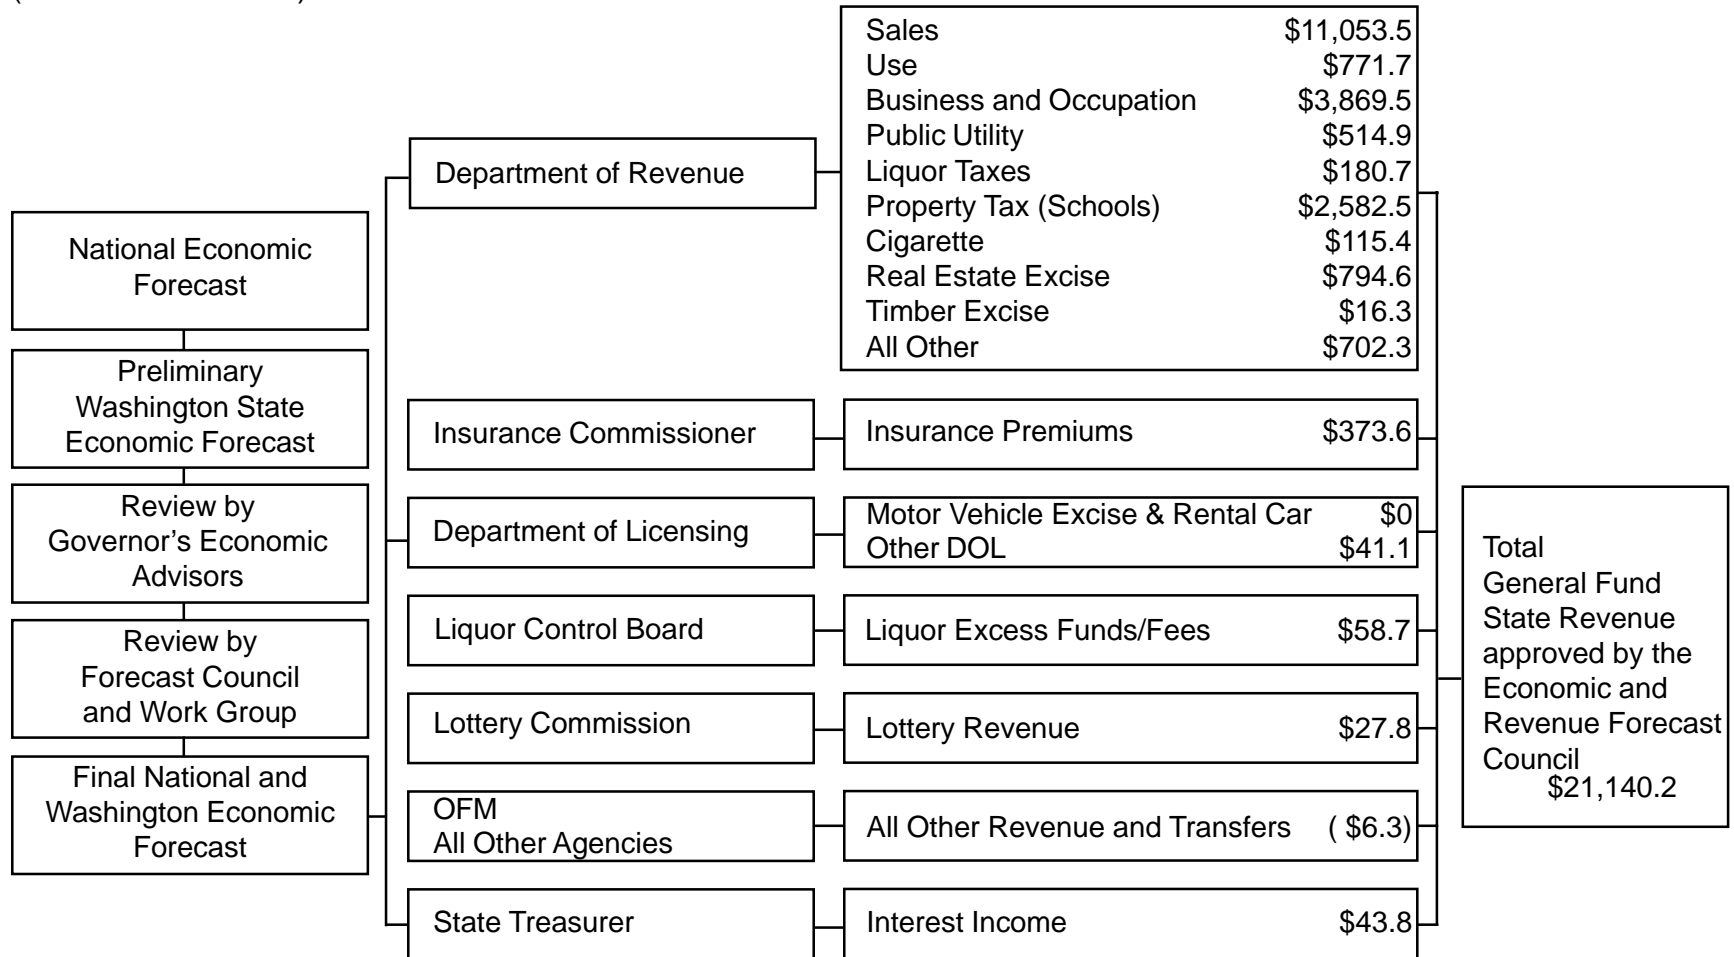 National Economic
Forecast
Preliminary
Washington State
Economic Forecast
Review by
Governor’s Economic
Advisors
Review by
Forecast Council
and Work Group
Final National and
Washington Economic
Forecast
Department of Revenue
Sales $11,053.5
Use $771.7
Business and Occupation $3,869.5
Public Utility $514.9
Liquor Taxes $180.7
Property Tax (Schools) $2,582.5
Cigarette $115.4
Real Estate Excise $794.6
Timber Excise $16.3
All Other $702.3
Insurance Commissioner
Insurance Premiums $373.6
Department of Licensing
Motor Vehicle Excise & Rental Car $0
Other DOL $41.1
Liquor Control Board
Liquor Excess Funds/Fees $58.7
Lottery Commission
Lottery Revenue $27.8
OFM
All Other Agencies
All Other Revenue and Transfers ( $6.3)
State Treasurer
Interest Income $43.8
Total
General Fund
State Revenue
approved by the
Economic and
Revenue Forecast
Council
$21,140.2